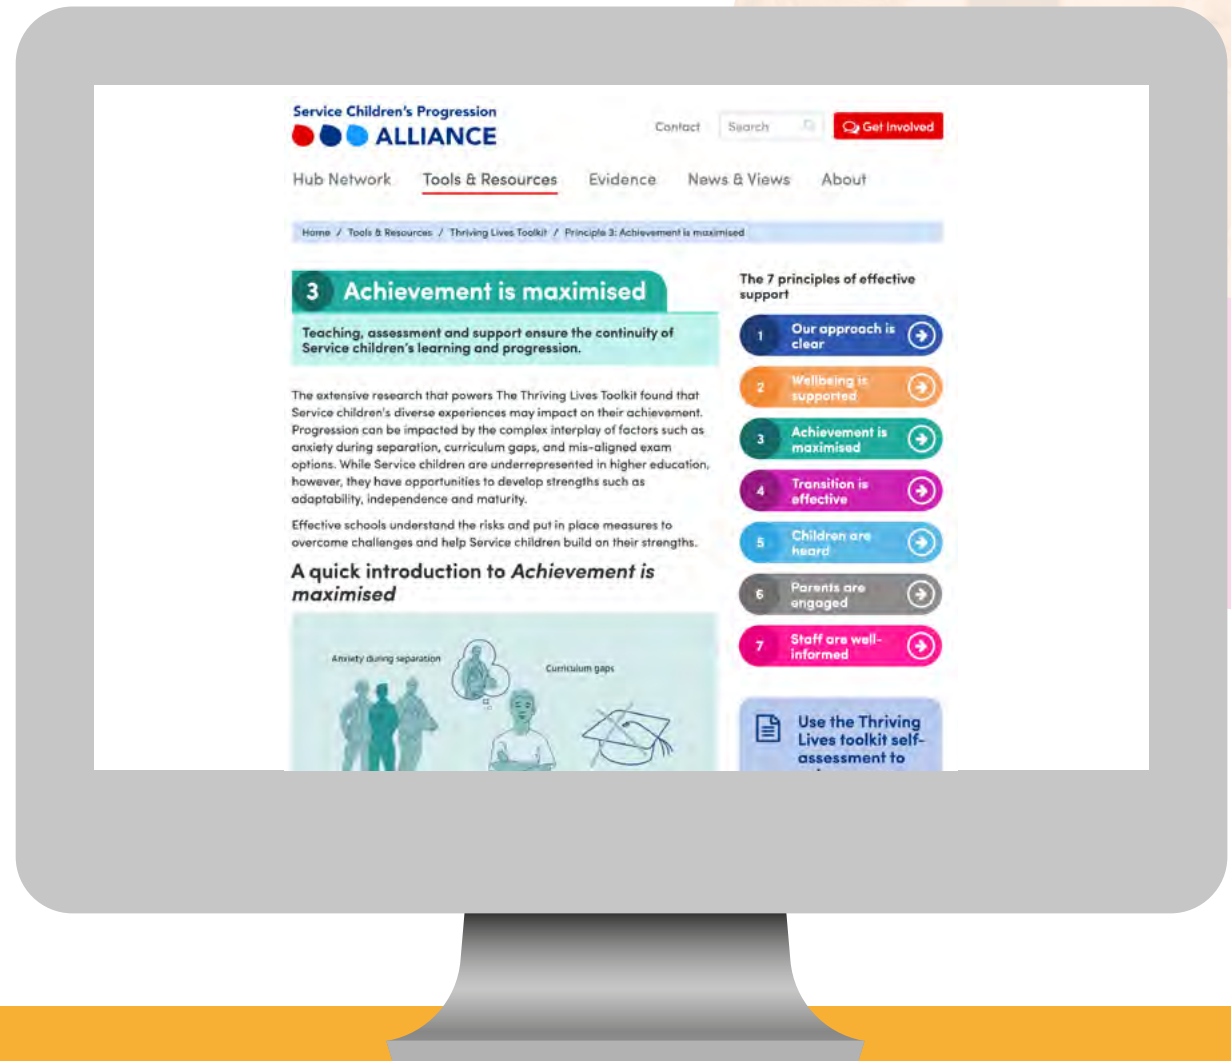 Service Children's Progression
ALLIANCE
Contact
Search
Get Involved
Hub Network
Tools & Resources
Evidence
News & Views
About
Home / Tools & Resources / Thriving Lives Toolkit / Principle 3: Achievement is maximised
3 Achievement is maximised
Teaching, assessment and support ensure the continuity of
Service children's learning and progression.
The extensive research that powers The Thriving Lives Toolkit found that
Service children's diverse experiences may impact on their achievement.
Progression can be impacted by the complex interplay of factors such as
anxiety during separation, curriculum gaps, and mis-aligned exam
options. While Service children are underrepresented in higher education,
however, they have opportunities to develop strengths such as
adaptability, independence and maturity.
Effective schools understand the risks and put in place measures to
overcome challenges and help Service children build on their strengths.
A quick introduction to Achievement is
maximised
Anxiety during separation
Curriculum gaps
The 7 principles of effective
support
1 Our approach is
clear
2 Wellbeing is
supported
3 Achievement is
maximised
4 Transition is
effective
5 Children are
heard
6 Parents are
engaged
7 Staff are well-
informed
Use the Thriving
Lives toolkit self-
assessment to